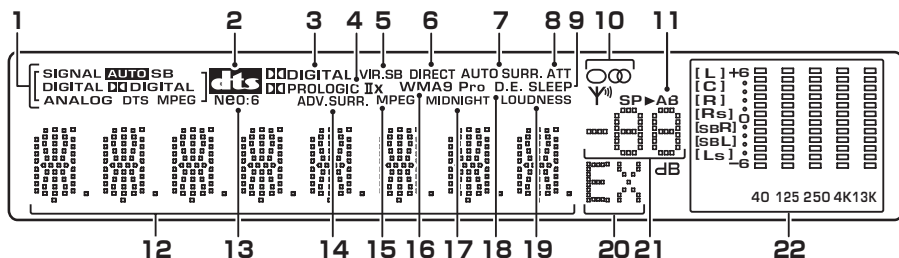 1 2 3 4 5 6 7 8 9 10 11
SIGNAL AUTO SB
DIGITAL DIGITAL
ANALOG DTS MPEG
dts
Neo:6
DIGITAL VIR.SB DIRECT AUTO SURR. ATT
PROLOGIC IIx WMA9 Pro D.E. SLEEP
ADV.SURR. MPEG MIDNIGHT LOUDNESS
SP►AB
dB
EX
[L] +6
[C]
[R]
[Rs] 0
[SBR]
[SBL]
[Ls] -6
40 125 250 4K 13K
12 13 14 15 16 17 18 19 20 21 22